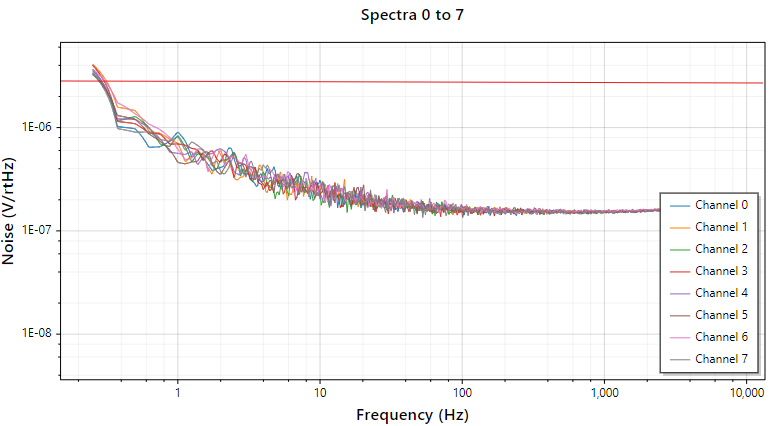 Spectra 0 to 7
Noise (V/rtHz)
1E-06
1E-07
1E-08
Channel 0
Channel 1
Channel 2
Channel 3
Channel 4
Channel 5
Channel 6
Channel 7
1 10 100 1,000 10,000
Frequency (Hz)